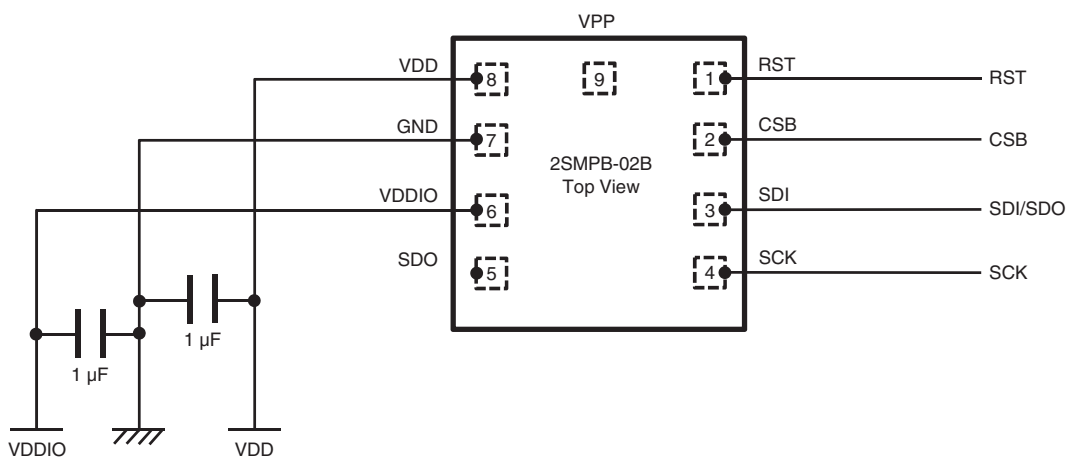 VPP
VDD
8
9
1
RST
RST
GND
7
2
CSB
CSB
2SMPB-02B
Top View
VDDIO
6
3
SDI
SDI/SDO
SDO
5
4
SCK
SCK
1 µF
1 µF
VDDIO
VDD